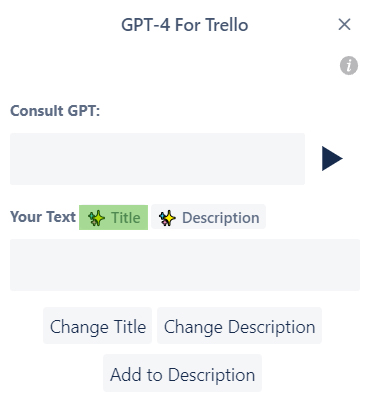 GPT-4 For Trello
Consult GPT:
Your Text Title Description
Change Title Change Description
Add to Description